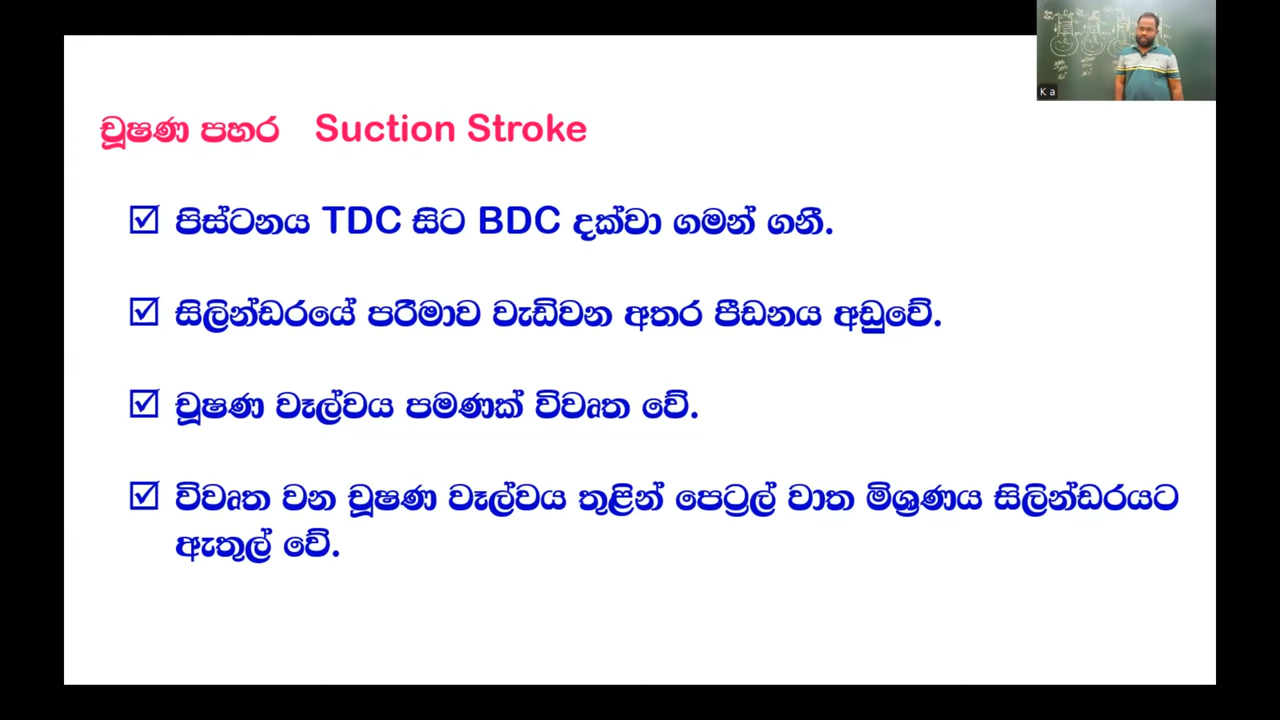 චූෂණ පහර Suction Stroke
☑ පිස්ටනය TDC සිට BDC දක්වා ගමන් ගනී.
☑ සිලින්ඩරයේ පරිමාව වැඩිවන අතර පීඩනය අඩුවේ.
☑ චූෂණ වෑල්වය පමණක් විවෘත වේ.
☑ විවෘත වන චූෂණ වෑල්වය තුළින් පෙට්‍රල් වාත මිශ්‍රණය සිලින්ඩරයට
ඇතුල් වේ.
K a